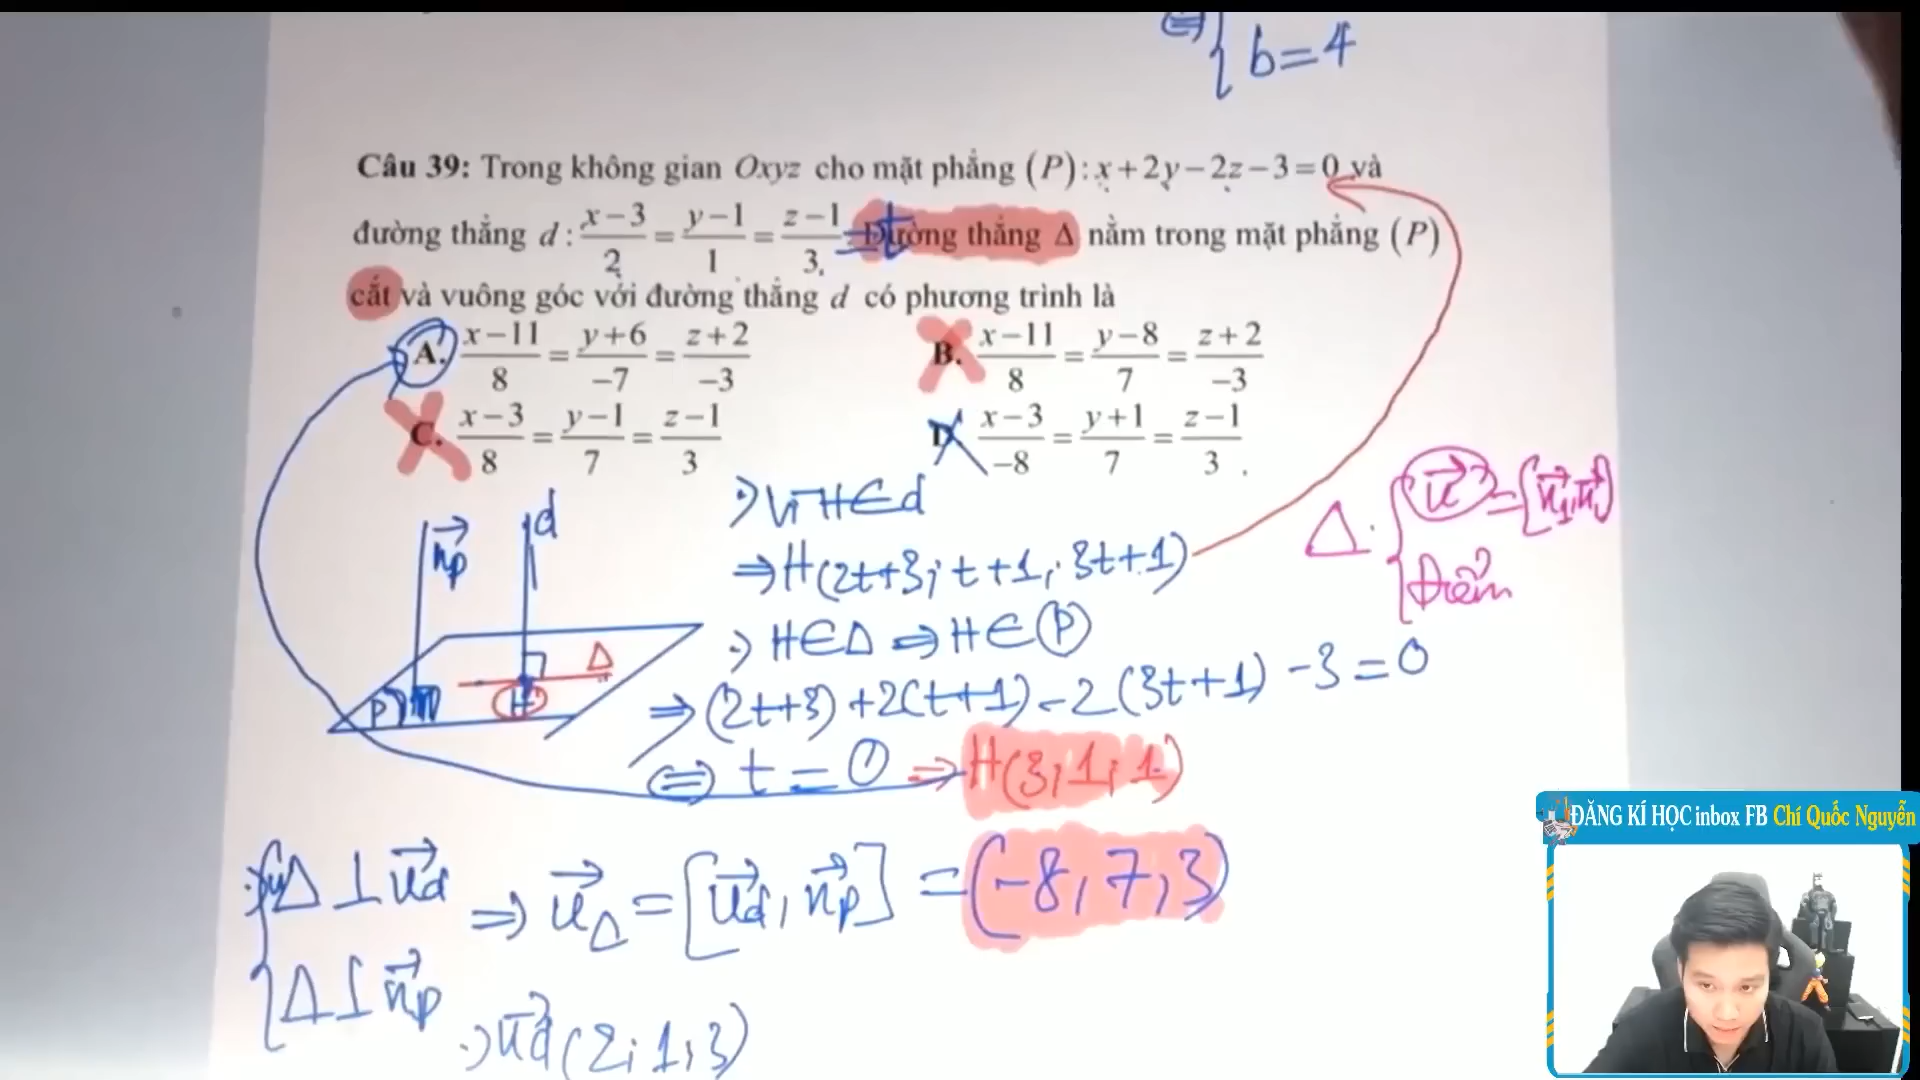 b=4
Câu 39: Trong không gian Oxyz cho mặt phẳng (P): x+2y−2z−3=0 và
đường thẳng d: (x−3)/2 = (y−1)/1 = (z−1)/3. =t Đường thẳng Δ nằm trong mặt phẳng (P)
cắt và vuông góc với đường thẳng d có phương trình là
A. (x−11)/8 = (y+6)/−7 = (z+2)/−3 B. (x−11)/8 = (y−8)/7 = (z+2)/−3
C. (x−3)/8 = (y−1)/7 = (z−1)/3 D. (x−3)/−8 = (y+1)/7 = (z−1)/3.
Δ: { u⃗ = [n⃗₁, u⃗]
Điểm
n⃗p d
Δ
P H
•) Vì H∈d
⇒ H(2t+3; t+1; 3t+1)
•) H∈Δ ⇒ H∈(P)
⇒ (2t+3) + 2(t+1) − 2(3t+1) − 3 = 0
⇔ t = 0 ⇒ H(3;1;1)
Δ ⊥ u⃗d
Δ ⊥ n⃗p
⇒ u⃗Δ = [u⃗d, n⃗p] = (−8, 7, 3)
•) u⃗d (2; 1; 3)
ĐĂNG KÍ HỌC inbox FB Chí Quốc Nguyễn